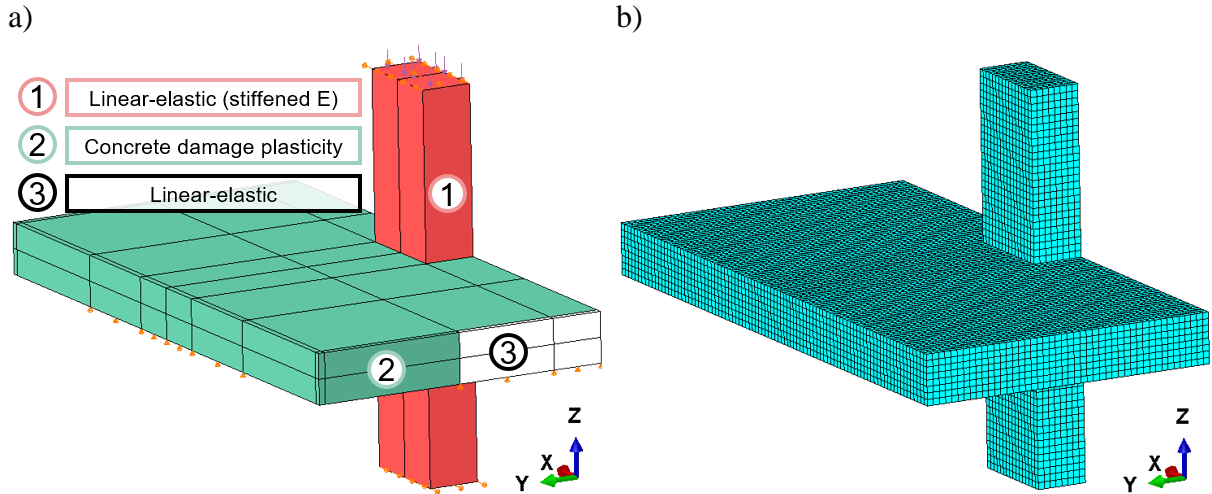 a)
b)
1
Linear-elastic (stiffened E)
2
Concrete damage plasticity
3
Linear-elastic
1
2
3
Z
X
Y
Z
X
Y